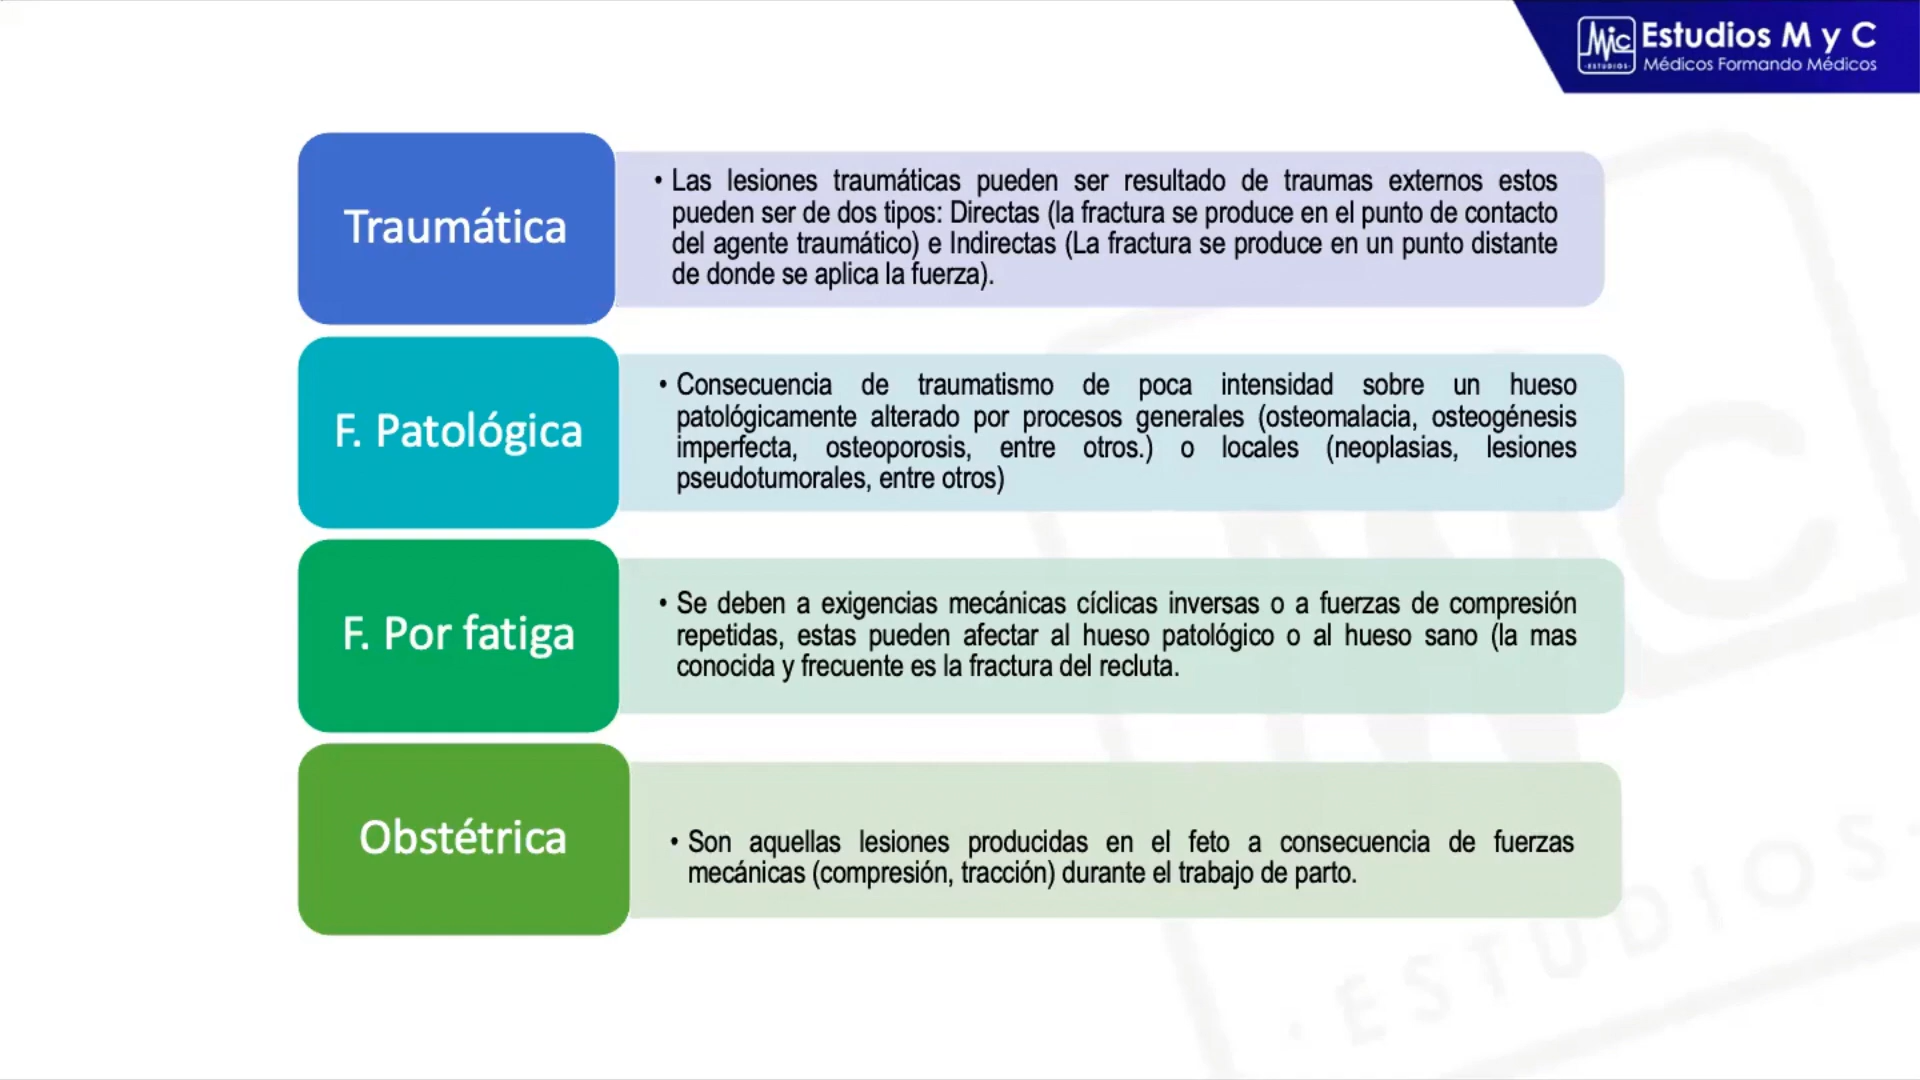 Mic
·ESTUDIOS·
Estudios M y C
Médicos Formando Médicos
Traumática
• Las lesiones traumáticas pueden ser resultado de traumas externos estos
pueden ser de dos tipos: Directas (la fractura se produce en el punto de contacto
del agente traumático) e Indirectas (La fractura se produce en un punto distante
de donde se aplica la fuerza).
F. Patológica
• Consecuencia de traumatismo de poca intensidad sobre un hueso
patológicamente alterado por procesos generales (osteomalacia, osteogénesis
imperfecta, osteoporosis, entre otros.) o locales (neoplasias, lesiones
pseudotumorales, entre otros)
F. Por fatiga
• Se deben a exigencias mecánicas cíclicas inversas o a fuerzas de compresión
repetidas, estas pueden afectar al hueso patológico o al hueso sano (la mas
conocida y frecuente es la fractura del recluta.
Obstétrica
• Son aquellas lesiones producidas en el feto a consecuencia de fuerzas
mecánicas (compresión, tracción) durante el trabajo de parto.
·ESTUDIOS·